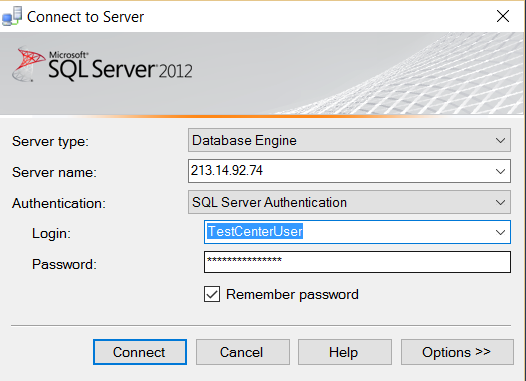 Connect to Server
Microsoft®
SQL Server® 2012
Server type: Database Engine
Server name: 213.14.92.74
Authentication: SQL Server Authentication
Login: TestCenterUser
Password: ***************
Remember password
Connect Cancel Help Options >>